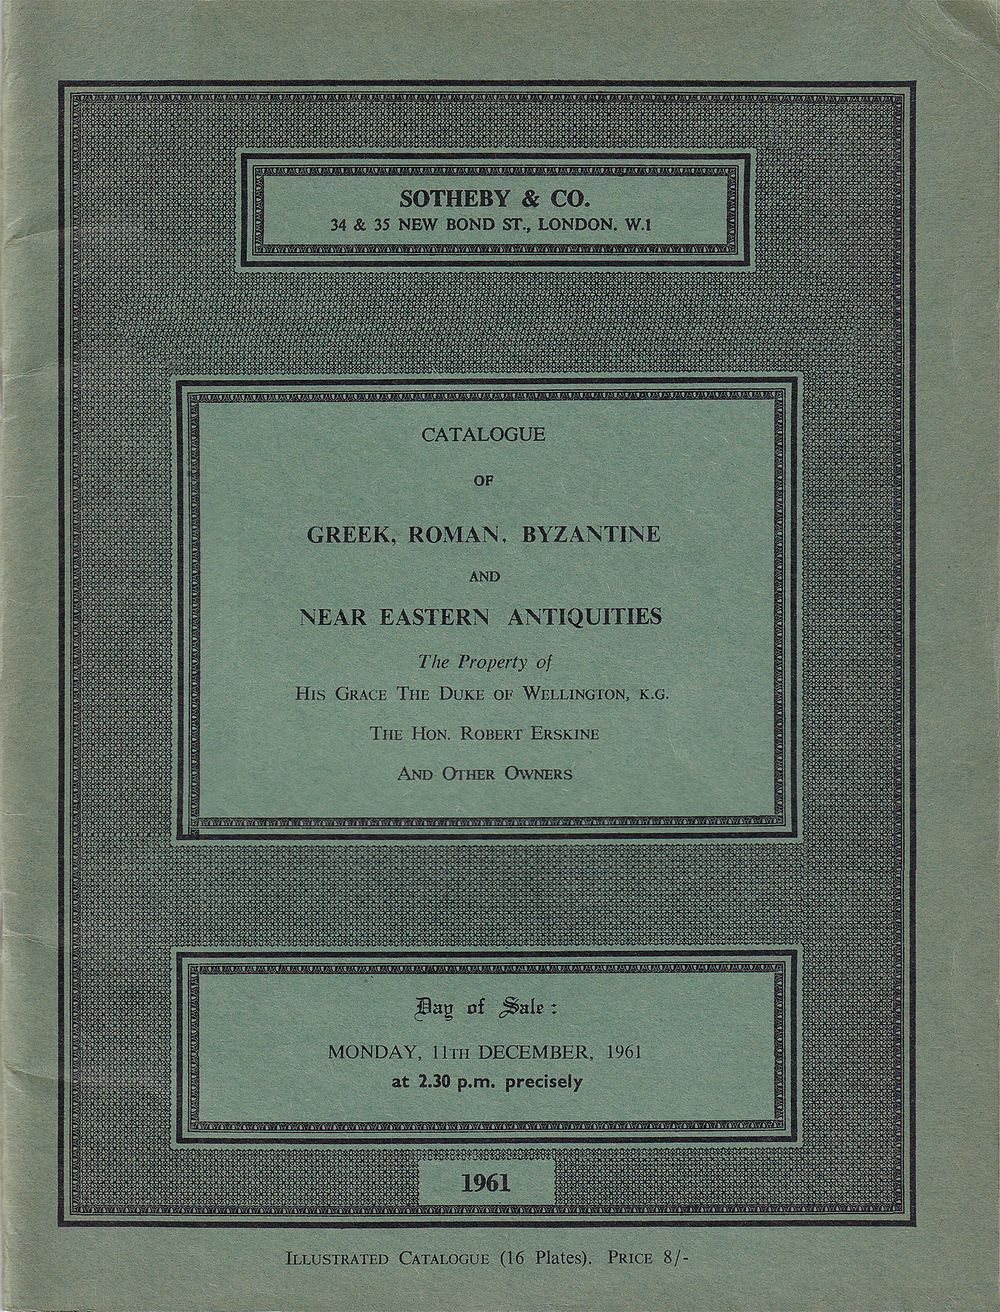 SOTHEBY & CO.
34 & 35 NEW BOND ST., LONDON. W.1
CATALOGUE
OF
GREEK, ROMAN. BYZANTINE
AND
NEAR EASTERN ANTIQUITIES
The Property of
HIS GRACE THE DUKE OF WELLINGTON, K.G.
THE HON. ROBERT ERSKINE
AND OTHER OWNERS
Day of Sale :
MONDAY, 11TH DECEMBER, 1961
at 2.30 p.m. precisely
1961
ILLUSTRATED CATALOGUE (16 Plates). PRICE 8/-